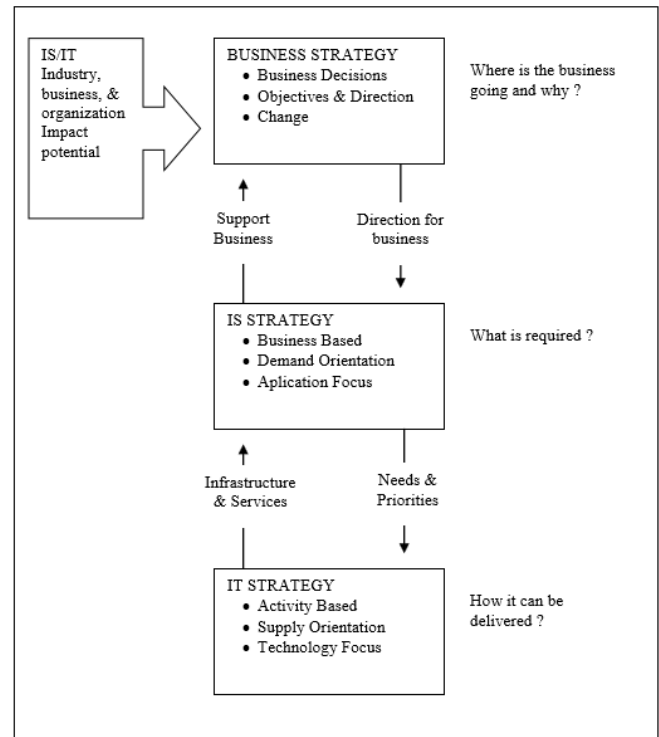 IS/IT
Industry,
business, &
organization
Impact
potential
BUSINESS STRATEGY
• Business Decisions
• Objectives & Direction
• Change
Where is the business
going and why ?
Support
Business
Direction for
business
IS STRATEGY
• Business Based
• Demand Orientation
• Aplication Focus
What is required ?
Infrastructure
& Services
Needs &
Priorities
IT STRATEGY
• Activity Based
• Supply Orientation
• Technology Focus
How it can be
delivered ?